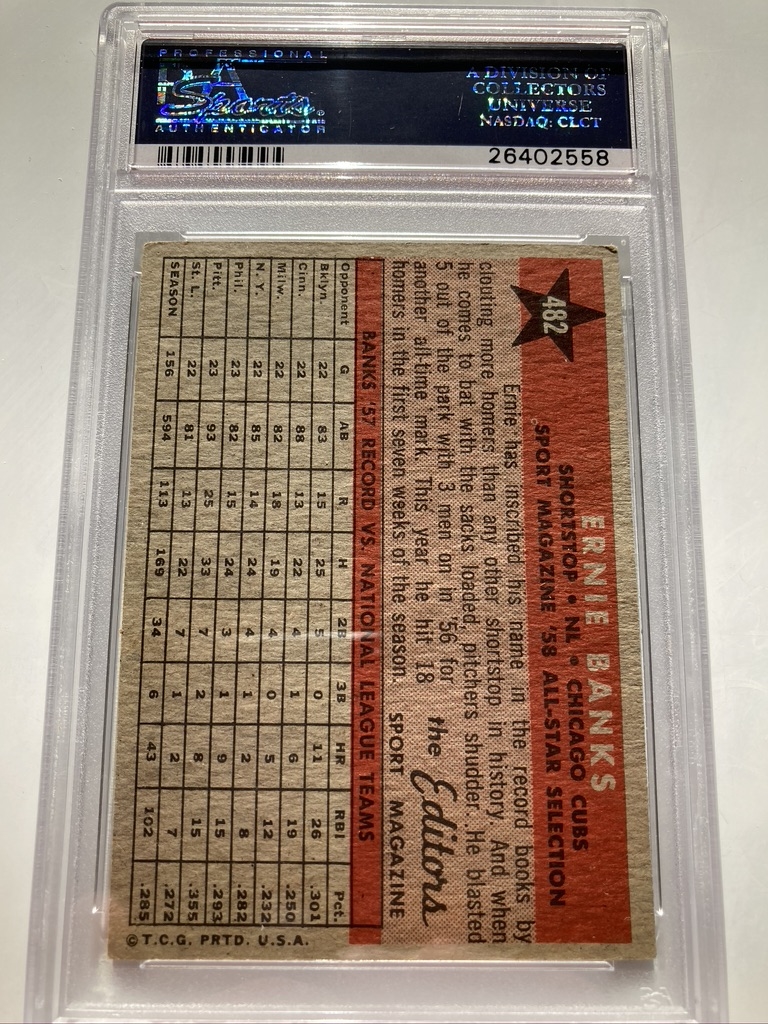 PROFESSIONAL
PSA
Sports
AUTHENTICATOR
A DIVISION OF
COLLECTORS
UNIVERSE
NASDAQ: CLCT
26402558
482
ERNIE BANKS
SHORTSTOP • NL • CHICAGO CUBS
SPORT MAGAZINE '58 ALL-STAR SELECTION
Ernie has inscribed his name in the record books by
clouting more homers than any other shortstop in history. And when
he comes to bat with the sacks loaded, pitchers shudder. He blasted
5 out of the park with 3 men on in '56 for
another all-time mark. This year he hit 18
homers in the first seven weeks of the season.
the Editors
SPORT MAGAZINE
BANKS '57 RECORD VS. NATIONAL LEAGUE TEAMS
Opponent G AB R H 2B 3B HR RBI Pct.
Bklyn. 22 83 15 25 5 0 11 26 .301
Cinn. 22 88 13 22 4 1 6 19 .250
Milw. 22 82 18 19 4 0 5 12 .232
N.Y. 22 85 14 24 4 1 2 8 .282
Phil. 23 82 15 24 3 1 9 15 .293
Pitt. 23 93 25 33 7 2 8 15 .355
St. L. 22 81 13 22 7 1 2 7 .272
SEASON 156 594 113 169 34 6 43 102 .285
© T.C.G. PRTD. U.S.A.